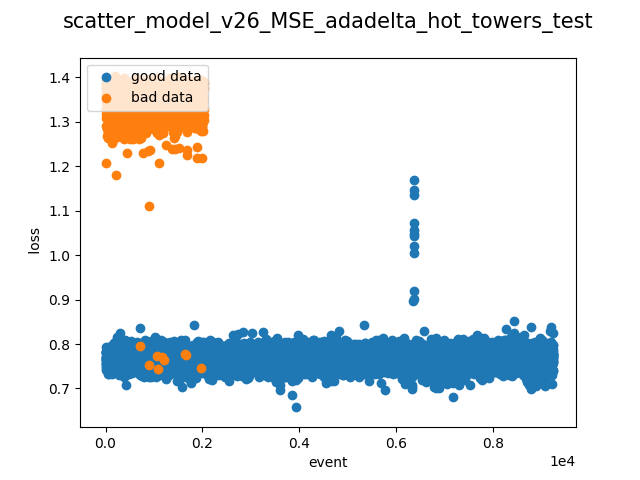 scatter_model_v26_MSE_adadelta_hot_towers_test
good data
bad data
loss
1.4
1.3
1.2
1.1
1.0
0.9
0.8
0.7
0.0 0.2 0.4 0.6 0.8
1e4
event